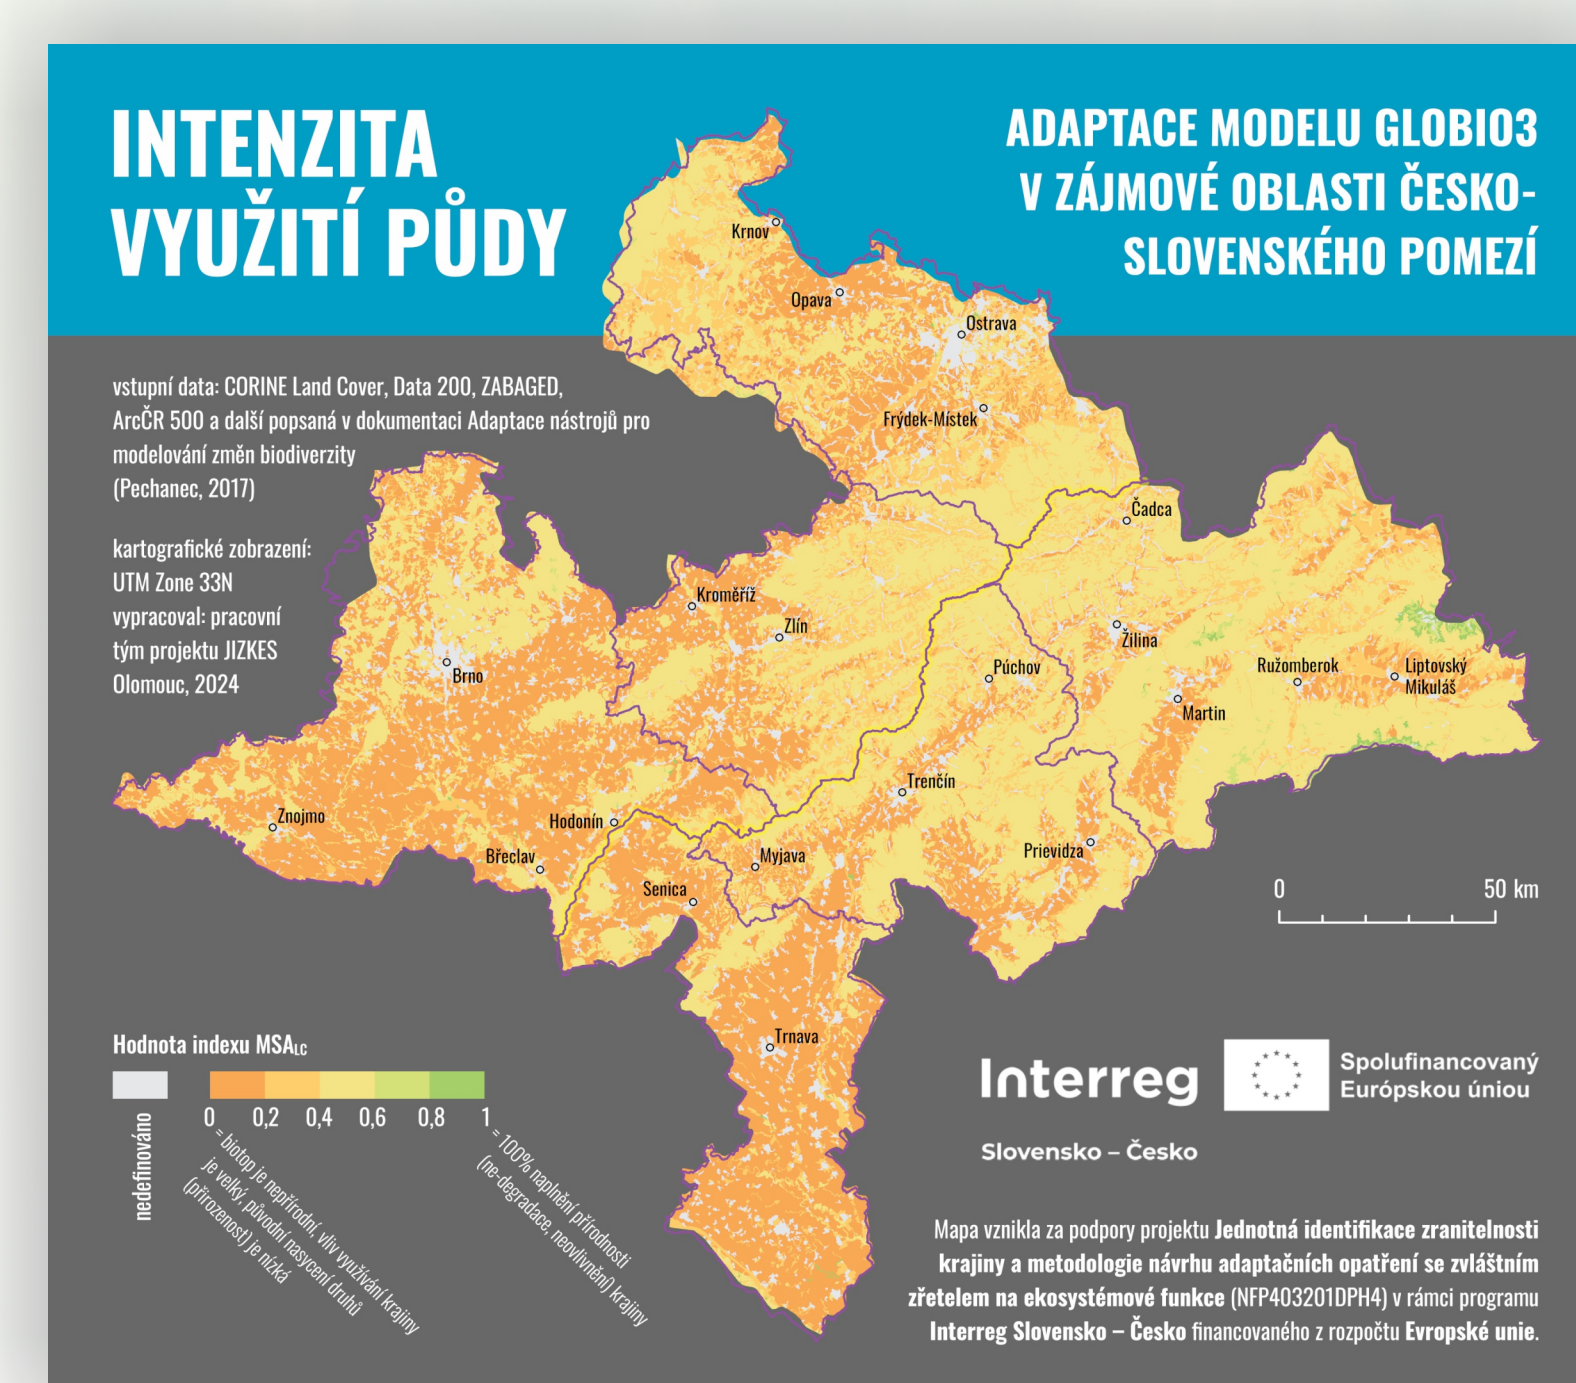 INTENZITA
VYUŽITÍ PŮDY
ADAPTACE MODELU GLOBIO3
V ZÁJMOVÉ OBLASTI ČESKO-
SLOVENSKÉHO POMEZÍ
vstupní data: CORINE Land Cover, Data 200, ZABAGED,
ArcČR 500 a další popsaná v dokumentaci Adaptace nástrojů pro
modelování změn biodiverzity
(Pechanec, 2017)
kartografické zobrazení:
UTM Zone 33N
vypracoval: pracovní
tým projektu JIZKES
Olomouc, 2024
Krnov
Opava
Ostrava
Frýdek-Místek
Čadca
Kroměříž
Zlín
Žilina
Brno
Púchov
Ružomberok
Liptovský
Mikuláš
Martin
Trenčín
Znojmo
Hodonín
Břeclav
Myjava
Prievidza
Senica
Trnava
0 50 km
Hodnota indexu MSALC
nedefinováno
0 0,2 0,4 0,6 0,8 1
= biotop je nepřírodní, vliv využívání krajiny
je velký, původní nasycení druhů
(přirozenost) je nízká
= 100% naplnění přírodnosti
(ne-degradace, neovlivnění) krajiny
Interreg
Spolufinancovaný
Európskou úniou
Slovensko – Česko
Mapa vznikla za podpory projektu Jednotná identifikace zranitelnosti
krajiny a metodologie návrhu adaptačních opatření se zvláštním
zřetelem na ekosystémové funkce (NFP403201DPH4) v rámci programu
Interreg Slovensko – Česko financovaného z rozpočtu Evropské unie.